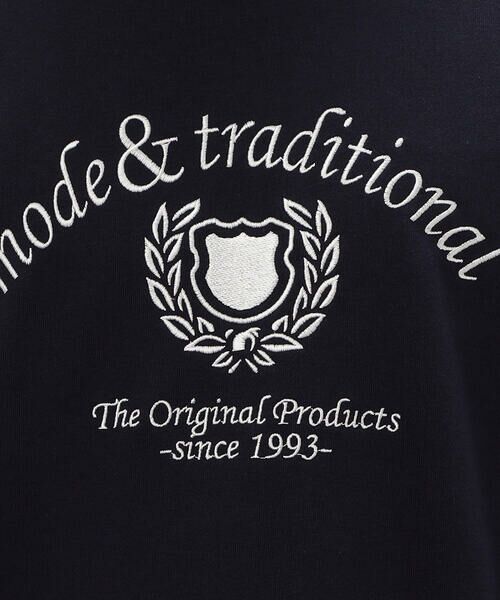 mode & traditional
The Original Products
-since 1993-